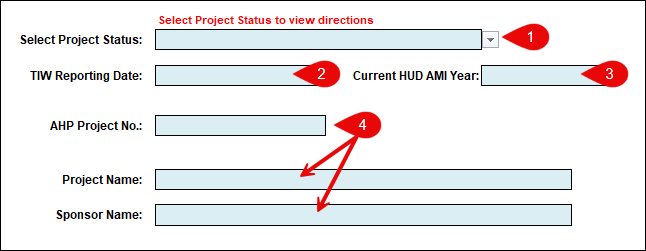 Select Project Status to view directions
Select Project Status: 1
TIW Reporting Date: 2 Current HUD AMI Year: 3
AHP Project No.: 4
Project Name:
Sponsor Name: